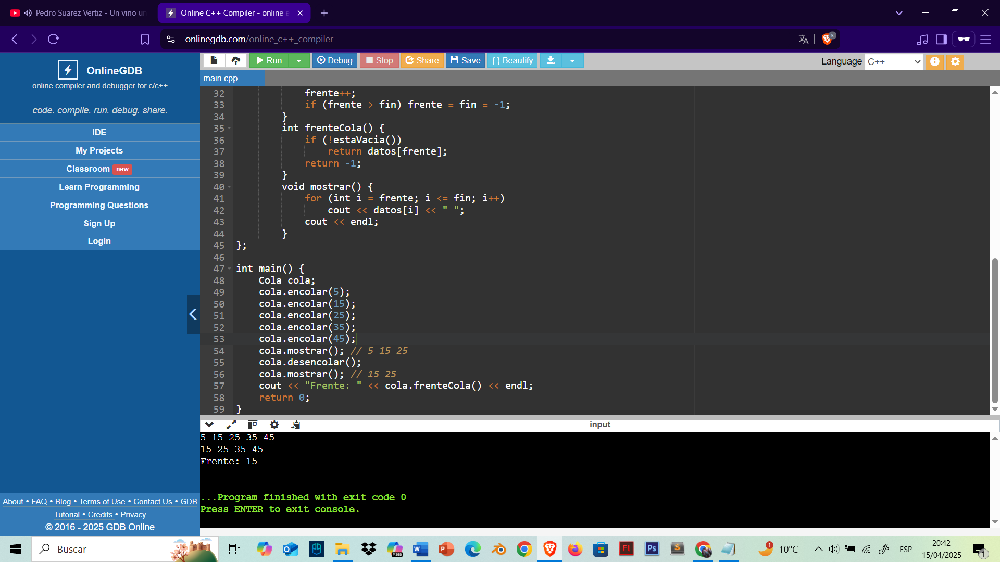 Pedro Suarez Vertiz - Un vino un
Online C++ Compiler - online e
onlinegdb.com/online_c++_compiler
5
OnlineGDB
online compiler and debugger for c/c++
code. compile. run. debug. share.
IDE
My Projects
Classroom new
Learn Programming
Programming Questions
Sign Up
Login
About • FAQ • Blog • Terms of Use • Contact Us • GDB
Tutorial • Credits • Privacy
© 2016 - 2025 GDB Online
Run
Debug
Stop
Share
Save
{ } Beautify
Language C++
main.cpp
32 frente++;
33 if (frente > fin) frente = fin = -1;
34 }
35 int frenteCola() {
36 if (!estaVacia())
37 return datos[frente];
38 return -1;
39 }
40 void mostrar() {
41 for (int i = frente; i <= fin; i++)
42 cout << datos[i] << " ";
43 cout << endl;
44 }
45 };
46
47 int main() {
48 Cola cola;
49 cola.encolar(5);
50 cola.encolar(15);
51 cola.encolar(25);
52 cola.encolar(35);
53 cola.encolar(45);
54 cola.mostrar(); // 5 15 25
55 cola.desencolar();
56 cola.mostrar(); // 15 25
57 cout << "Frente: " << cola.frenteCola() << endl;
58 return 0;
59 }
input
5 15 25 35 45
15 25 35 45
Frente: 15
...Program finished with exit code 0
Press ENTER to exit console.
Buscar
M365
1
10°C
ESP
20:42
15/04/2025
1